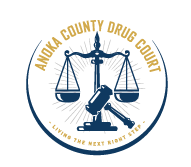 ANOKA COUNTY DRUG COURT
- LIVING THE NEXT RIGHT STEP -